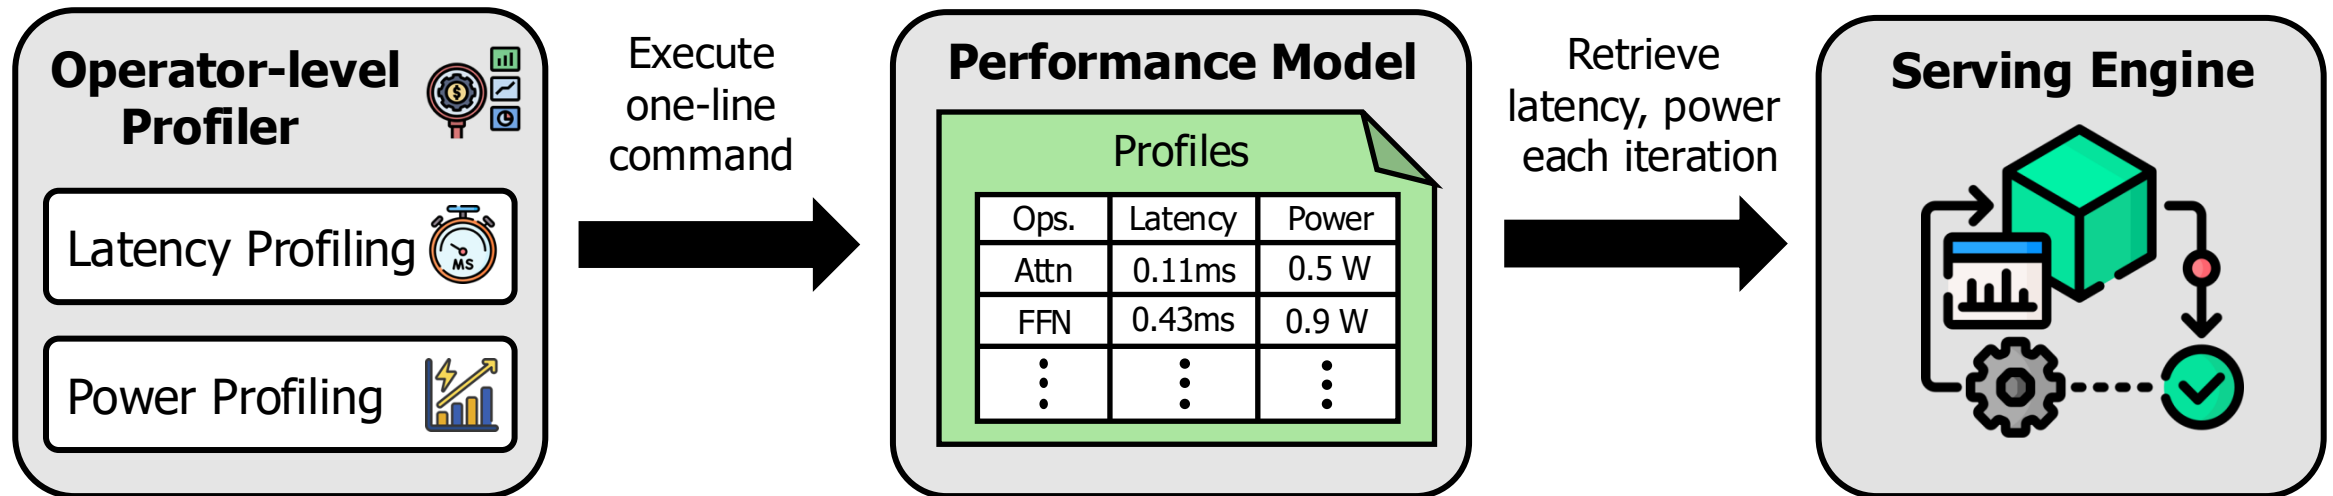 Operator-level
Profiler
Latency Profiling
MS
Power Profiling
Execute
one-line
command
Performance Model
Profiles
Ops. Latency Power
Attn 0.11ms 0.5 W
FFN 0.43ms 0.9 W
Retrieve
latency, power
each iteration
Serving Engine